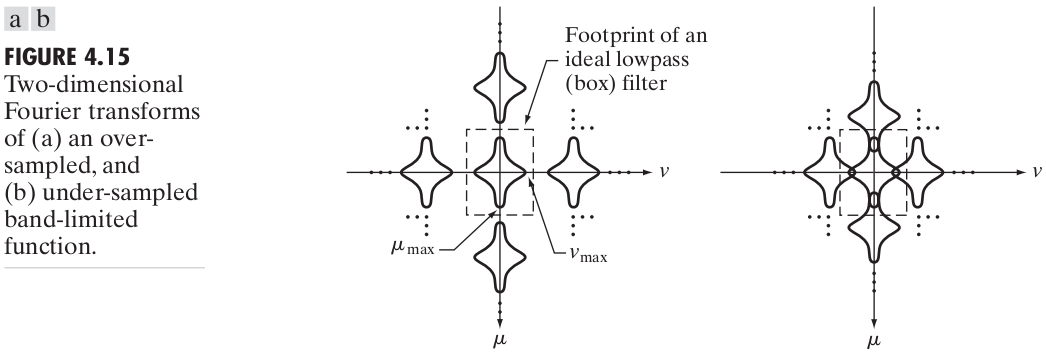 a b
FIGURE 4.15
Two-dimensional
Fourier transforms
of (a) an over-
sampled, and
(b) under-sampled
band-limited
function.
Footprint of an
ideal lowpass
(box) filter
ν
μmax
νmax
μ
ν
μ